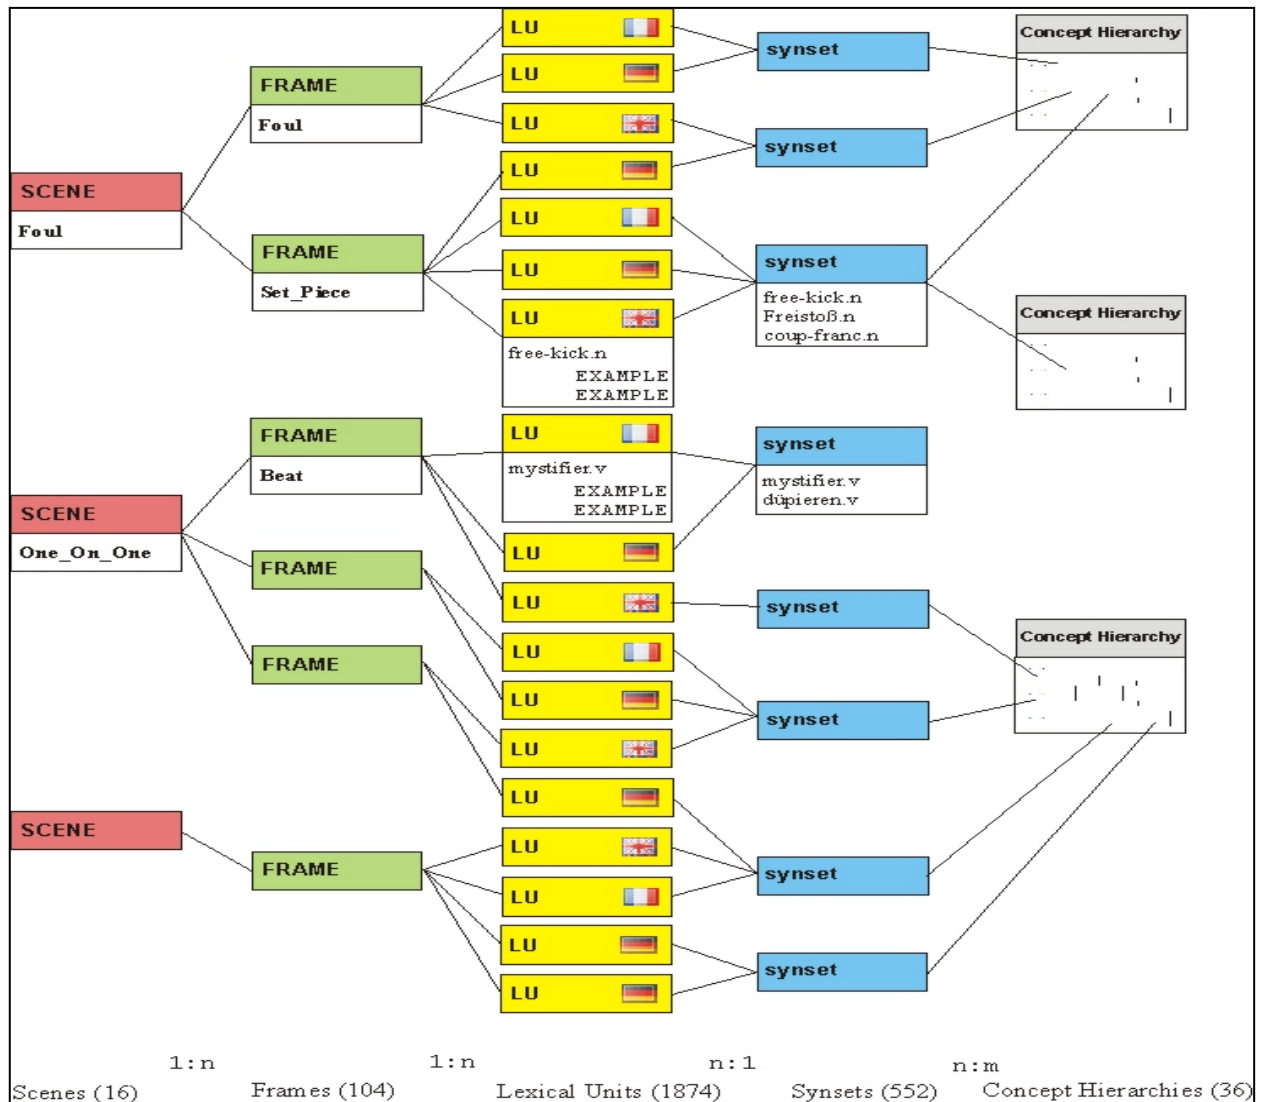 SCENE
Foul
SCENE
One_On_One
SCENE
FRAME
Foul
FRAME
Set_Piece
FRAME
Beat
FRAME
FRAME
FRAME
LU
LU
LU
LU
LU
LU
LU
free-kick.n
EXAMPLE
EXAMPLE
LU
mystifier.v
EXAMPLE
EXAMPLE
LU
LU
LU
LU
LU
LU
LU
LU
LU
LU
synset
synset
synset
free-kick.n
Freistoß.n
coup-franc.n
synset
mystifier.v
düpieren.v
synset
synset
synset
synset
Concept Hierarchy
Concept Hierarchy
Concept Hierarchy
1:n 1:n n:1 n:m
Scenes (16) Frames (104) Lexical Units (1874) Synsets (552) Concept Hierarchies (36)